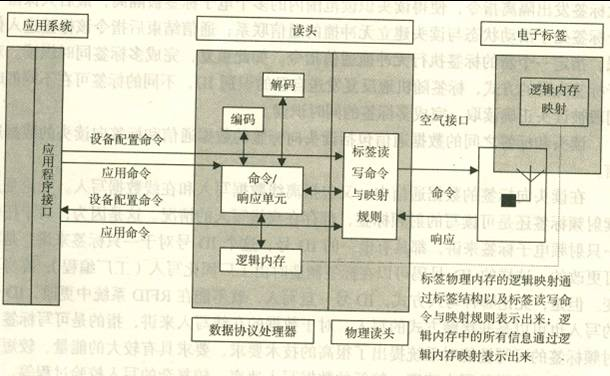 应用系统
读头
电子标签
解码
编码
空气接口
逻辑内存
映射
应用程序接口
设备配置命令
应用命令
设备配置命令
应用命令
命令/
响应单元
标签读
写命令
与映射
规则
命令
响应
逻辑内存
数据协议处理器
物理读头
标签物理内存的逻辑映射通
过标签结构以及标签读写命
令与映射规则表示出来；逻
辑内存中的所有信息通过逻
辑内存映射表示出来